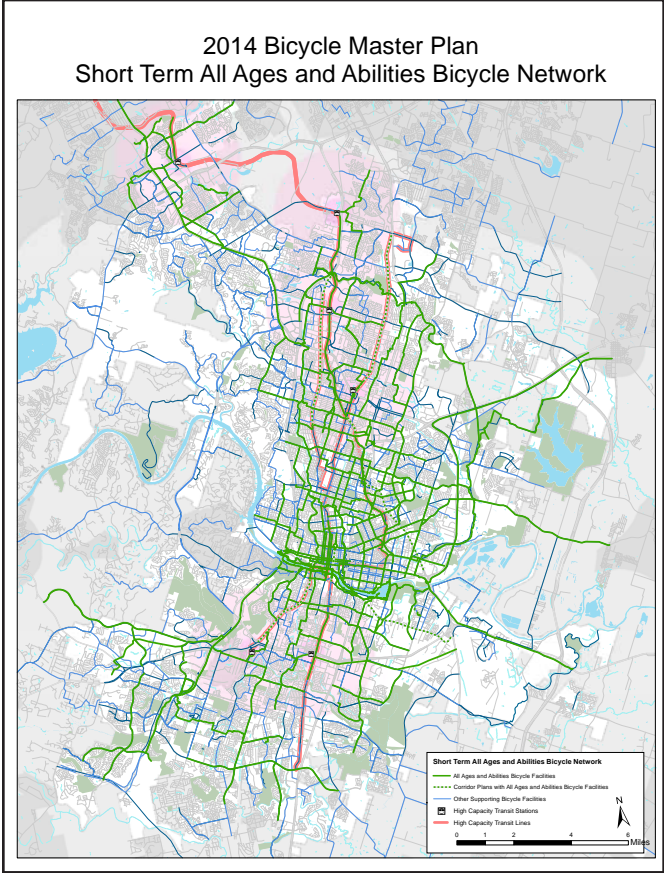 2014 Bicycle Master Plan
Short Term All Ages and Abilities Bicycle Network
Short Term All Ages and Abilities Bicycle Network
All Ages and Abilities Bicycle Facilities
Corridor Plans with All Ages and Abilities Bicycle Facilities
Other Supporting Bicycle Facilities
High Capacity Transit Stations
High Capacity Transit Lines
N
0 1 2 4 6
Miles